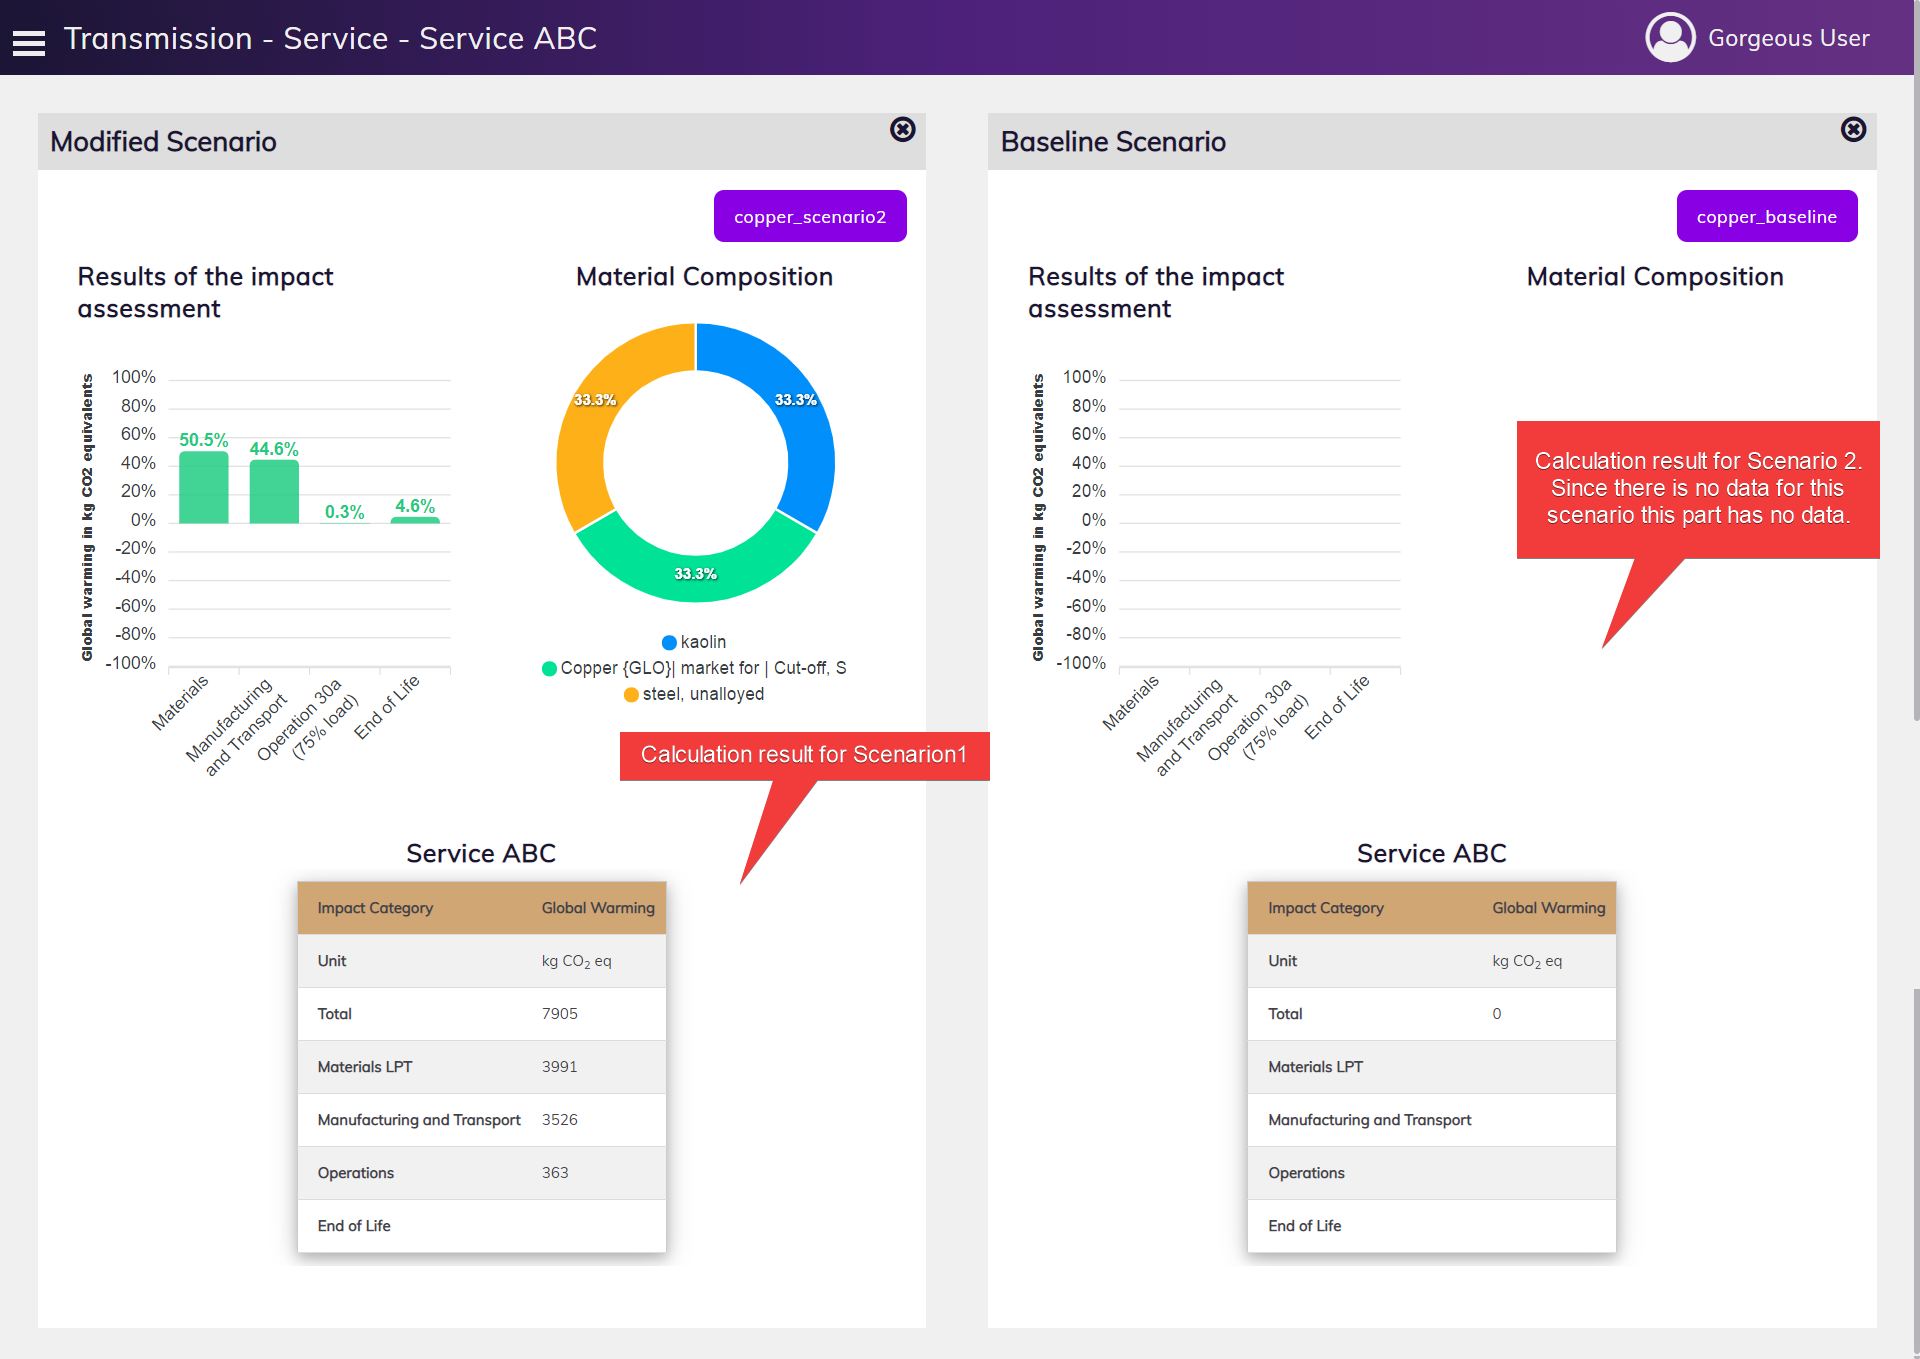 Transmission - Service - Service ABC
Gorgeous User
Modified Scenario
copper_scenario2
Results of the impact
assessment
Material Composition
Global warming in kg CO2 equivalents
100%
80%
60%
40%
20%
0%
-20%
-40%
-60%
-80%
-100%
50.5%
44.6%
0.3%
4.6%
Materials
Manufacturing
and Transport
Operation 30a
(75% load)
End of Life
33.3%
33.3%
33.3%
kaolin
Copper {GLO}| market for | Cut-off, S
steel, unalloyed
Calculation result for Scenarion1
Service ABC
Impact Category Global Warming
Unit kg CO2 eq
Total 7905
Materials LPT 3991
Manufacturing and Transport 3526
Operations 363
End of Life
Baseline Scenario
copper_baseline
Results of the impact
assessment
Material Composition
Global warming in kg CO2 equivalents
100%
80%
60%
40%
20%
0%
-20%
-40%
-60%
-80%
-100%
Materials
Manufacturing
and Transport
Operation 30a
(75% load)
End of Life
Calculation result for Scenario 2.
Since there is no data for this
scenario this part has no data.
Service ABC
Impact Category Global Warming
Unit kg CO2 eq
Total 0
Materials LPT
Manufacturing and Transport
Operations
End of Life